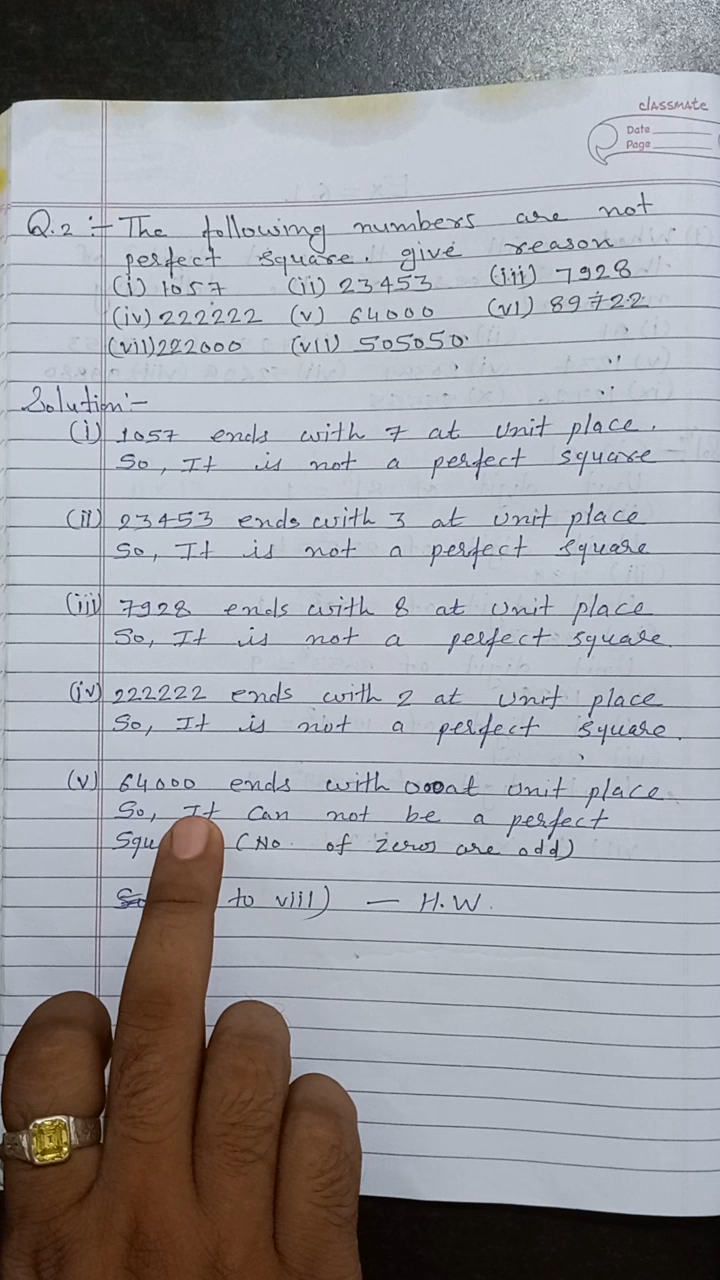 classmate
Date
Page
Q.2 :- The following numbers are not
perfect square. give reason
(i) 1057 (ii) 23453 (iii) 7928
(iv) 222222 (v) 64000 (vi) 89722
(vii) 222000 (vii) 505050
Solution :-
(i) 1057 ends with 7 at unit place.
So, It is not a perfect square
(ii) 23453 ends with 3 at unit place
So, It is not a perfect square
(iii) 7928 ends with 8 at unit place
So, It is not a perfect square.
(iv) 222222 ends with 2 at unit place
So, It is not a perfect square.
(v) 64000 ends with 000 at unit place
So, It can not be a perfect
Squ (No. of zeros are odd)
to viii) — H.W.